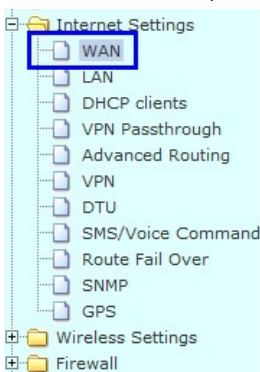 Internet Settings
WAN
LAN
DHCP clients
VPN Passthrough
Advanced Routing
VPN
DTU
SMS/Voice Command
Route Fail Over
SNMP
GPS
Wireless Settings
Firewall